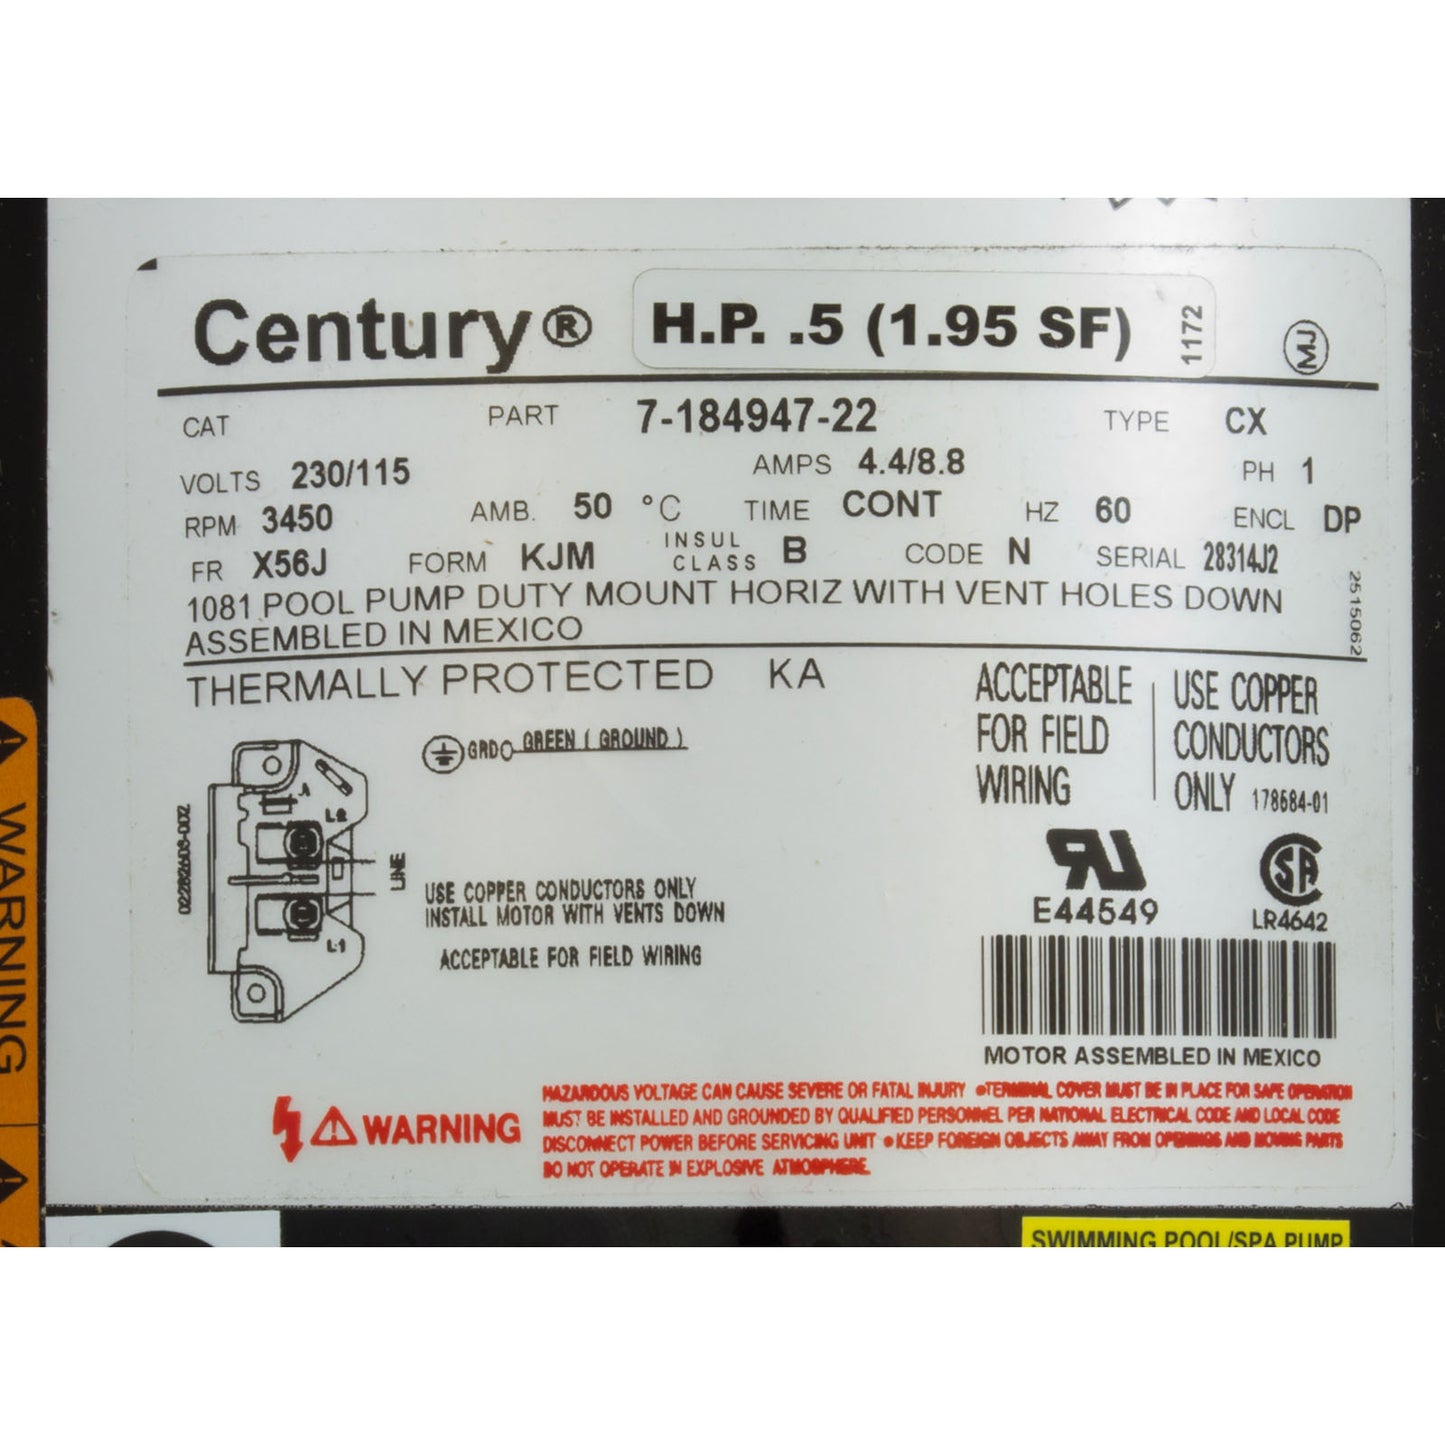 Century® H.P. .5 (1.95 SF) 1172 MJ
CAT PART 7-184947-22 TYPE CX
VOLTS 230/115 AMPS 4.4/8.8 PH 1
RPM 3450 AMB. 50 °C TIME CONT HZ 60 ENCL DP
FR X56J FORM KJM INSUL CLASS B CODE N SERIAL 28314J2
1081 POOL PUMP DUTY MOUNT HORIZ WITH VENT HOLES DOWN
ASSEMBLED IN MEXICO
2515062
THERMALLY PROTECTED KA
ACCEPTABLE
FOR FIELD
WIRING
USE COPPER
CONDUCTORS
ONLY 178684-01
GRD GREEN ( GROUND )
A
L2
LINE
L1
USE COPPER CONDUCTORS ONLY
INSTALL MOTOR WITH VENTS DOWN
ACCEPTABLE FOR FIELD WIRING
E44549
SA
LR4642
MOTOR ASSEMBLED IN MEXICO
WARNING
HAZARDOUS VOLTAGE CAN CAUSE SEVERE OR FATAL INJURY •TERMINAL COVER MUST BE IN PLACE FOR SAFE OPERATION
MUST BE INSTALLED AND GROUNDED BY QUALIFIED PERSONNEL PER NATIONAL ELECTRICAL CODE AND LOCAL CODE
DISCONNECT POWER BEFORE SERVICING UNIT •KEEP FOREIGN OBJECTS AWAY FROM OPENINGS AND MOVING PARTS
DO NOT OPERATE IN EXPLOSIVE ATMOSPHERE.
WARNING
SWIMMING POOL/SPA PUMP